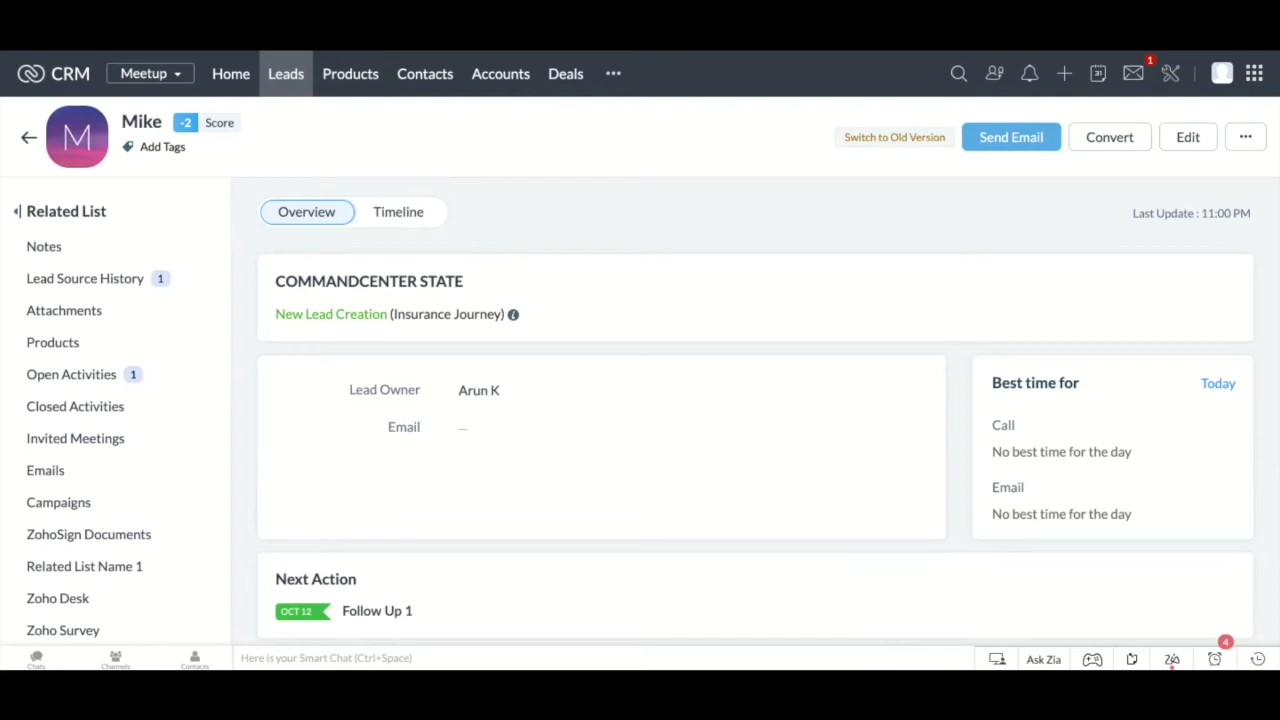 CRM
Meetup
Home
Leads
Products
Contacts
Accounts
Deals
•••
31
1
M
Mike
-2 Score
Add Tags
Switch to Old Version
Send Email
Convert
Edit
•••
Related List
Notes
Lead Source History 1
Attachments
Products
Open Activities 1
Closed Activities
Invited Meetings
Emails
Campaigns
ZohoSign Documents
Related List Name 1
Zoho Desk
Zoho Survey
Overview
Timeline
Last Update : 11:00 PM
COMMANDCENTER STATE
New Lead Creation (Insurance Journey)
Lead Owner Arun K
Email —
Best time for Today
Call
No best time for the day
Email
No best time for the day
Next Action
OCT 12 Follow Up 1
Chats
Channels
Contacts
Here is your Smart Chat (Ctrl+Space)
Ask Zia
4